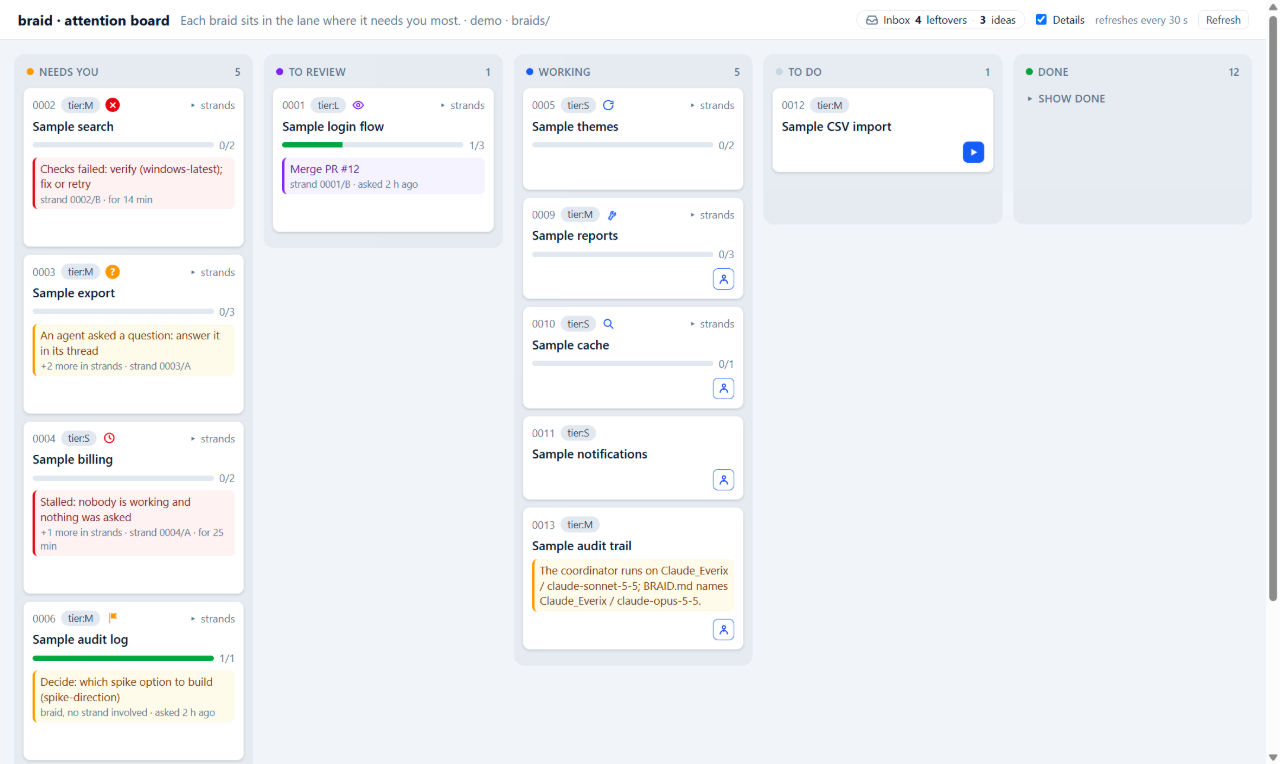 braid · attention board Each braid sits in the lane where it needs you most. · demo · braids/
Inbox 4 leftovers · 3 ideas Details refreshes every 30 s Refresh
NEEDS YOU 5
0002 tier:M strands
Sample search
0/2
Checks failed: verify (windows-latest);
fix or retry
strand 0002/B · for 14 min
0003 tier:M ? strands
Sample export
0/3
An agent asked a question: answer it
in its thread
+2 more in strands · strand 0003/A
0004 tier:S strands
Sample billing
0/2
Stalled: nobody is working and
nothing was asked
+1 more in strands · strand 0004/A · for 25
min
0006 tier:M strands
Sample audit log
1/1
Decide: which spike option to build
(spike-direction)
braid, no strand involved · asked 2 h ago
TO REVIEW 1
0001 tier:L strands
Sample login flow
1/3
Merge PR #12
strand 0001/B · asked 2 h ago
WORKING 5
0005 tier:S strands
Sample themes
0/2
0009 tier:M strands
Sample reports
0/3
0010 tier:S strands
Sample cache
0/1
0011 tier:S
Sample notifications
0013 tier:M
Sample audit trail
The coordinator runs on Claude_Everix
/ claude-sonnet-5-5; BRAID.md names
Claude_Everix / claude-opus-5-5.
TO DO 1
0012 tier:M
Sample CSV import
DONE 12
SHOW DONE